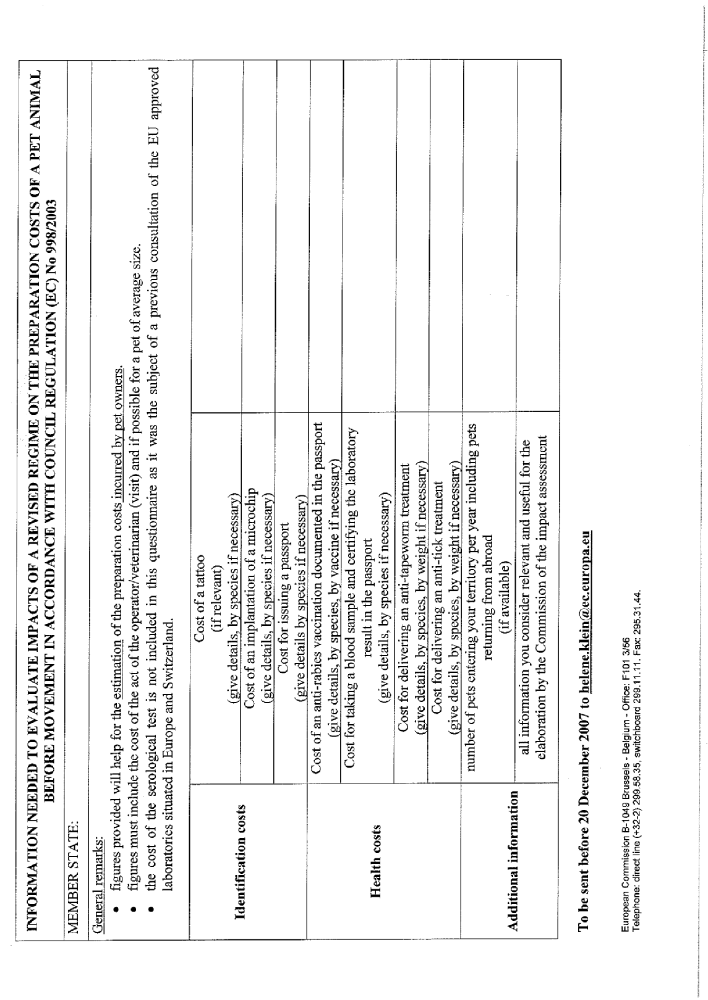 INFORMATION NEEDED TO EVALUATE IMPACTS OF A REVISED REGIME ON THE PREPARATION COSTS OF A PET ANIMAL
BEFORE MOVEMENT IN ACCORDANCE WITH COUNCIL REGULATION (EC) No 998/2003
MEMBER STATE:
General remarks:
• figures provided will help for the estimation of the preparation costs incurred by pet owners.
• figures must include the cost of the act of the operator/veterinarian (visit) and if possible for a pet of average size.
• the cost of the serological test is not included in this questionnaire as it was the subject of a previous consultation of the EU approved
laboratories situated in Europe and Switzerland.
Identification costs
Cost of a tattoo
(if relevant)
(give details, by species if necessary)
Cost of an implantation of a microchip
(give details, by species if necessary)
Cost for issuing a passport
(give details by species if necessary)
Health costs
Cost of an anti-rabies vaccination documented in the passport
(give details, by species, by vaccine if necessary)
Cost for taking a blood sample and certifying the laboratory
result in the passport
(give details, by species if necessary)
Cost for delivering an anti-tapeworm treatment
(give details, by species, by weight if necessary)
Cost for delivering an anti-tick treatment
(give details, by species, by weight if necessary)
Additional information
number of pets entering your territory per year including pets
returning from abroad
(if available)
all information you consider relevant and useful for the
elaboration by the Commission of the impact assessment
To be sent before 20 December 2007 to helene.klein@ec.europa.eu
European Commission B-1049 Brussels - Belgium - Office: F101 3/56
Telephone: direct line (+32-2) 299.58.35, switchboard 299.11.11. Fax: 295.31.44.